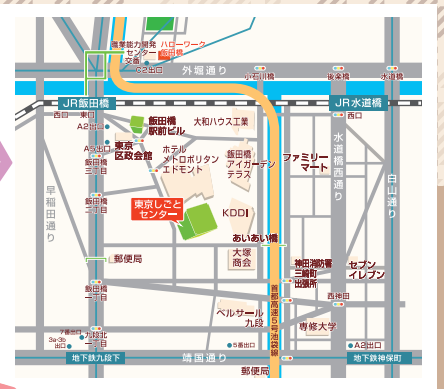 産業能力開発
センター
交番
ハローワーク
飯田橋
C2出口
外堀通り
小石川橋
後楽橋
水道橋
JR飯田橋
JR水道橋
西口
東口
A2出口
飯田橋
駅前ビル
大和ハウス工業
西口
A5出口
東京
区政会館
飯田橋
三丁目
ホテル
メトロポリタン
エドモント
飯田橋
アイガーデン
テラス
ファミリー
マート
水道橋西通り
白山通り
早稲田通り
飯田橋
二丁目
東京しごと
センター
KDDI
あいあい橋
大塚
商会
郵便局
神田消防署
三崎町
出張所
セブン
イレブン
飯田橋
一丁目
首都高速5号池袋線
西神田
ベルサール
九段
専修大学
7番出口
九段北
一丁目
3a・3b
出口
5番出口
A2出口
地下鉄九段下
靖国通り
地下鉄神保町
郵便局